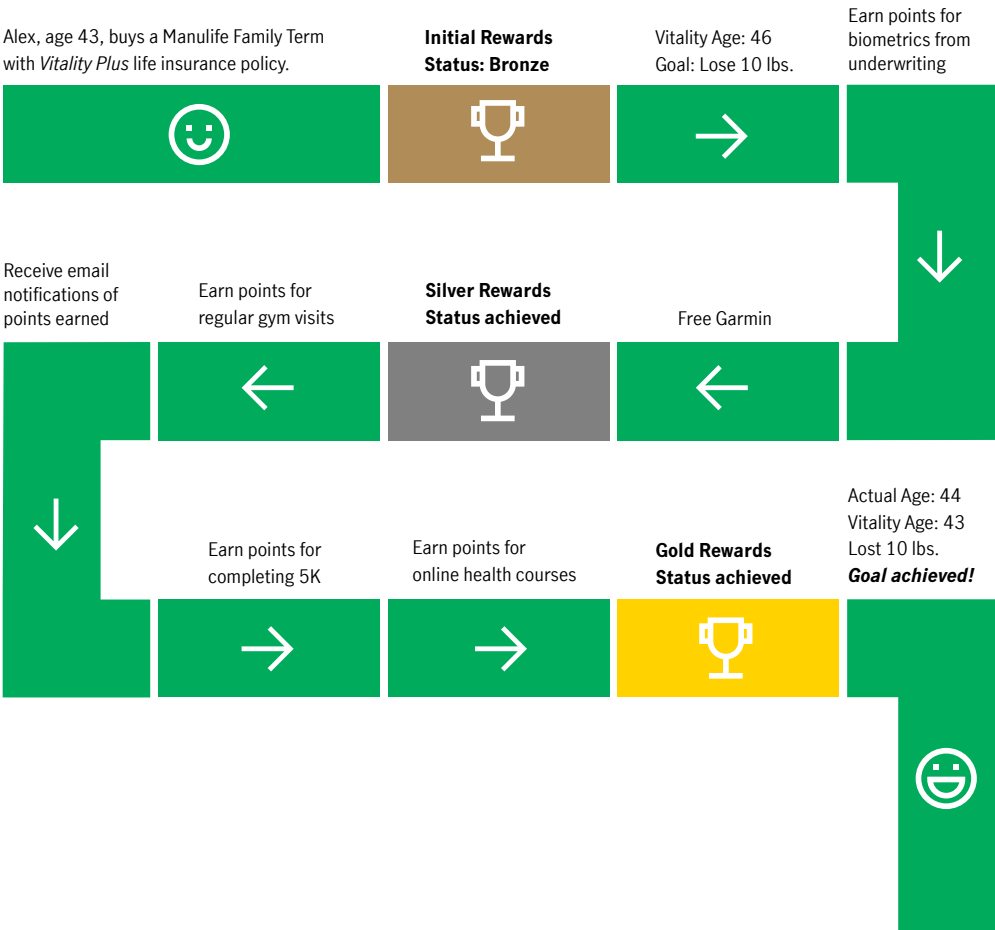 Alex, age 43, buys a Manulife Family Term
with Vitality Plus life insurance policy.
Initial Rewards
Status: Bronze
Vitality Age: 46
Goal: Lose 10 lbs.
Earn points for
biometrics from
underwriting
Free Garmin
Silver Rewards
Status achieved
Earn points for
regular gym visits
Receive email
notifications of
points earned
Earn points for
completing 5K
Earn points for
online health courses
Gold Rewards
Status achieved
Actual Age: 44
Vitality Age: 43
Lost 10 lbs.
Goal achieved!